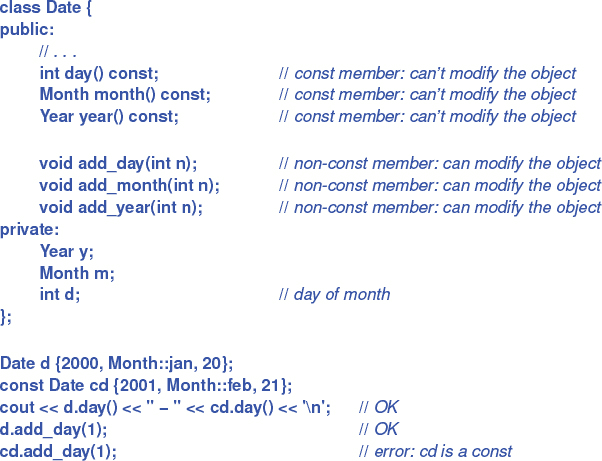 class Date {
public:
// . . .
int day() const; // const member: can’t modify the object
Month month() const; // const member: can’t modify the object
Year year() const; // const member: can’t modify the object
void add_day(int n); // non-const member: can modify the object
void add_month(int n); // non-const member: can modify the object
void add_year(int n); // non-const member: can modify the object
private:
Year y;
Month m;
int d; // day of month
};
Date d {2000, Month::jan, 20};
const Date cd {2001, Month::feb, 21};
cout << d.day() << " – " << cd.day() << '\n'; // OK
d.add_day(1); // OK
cd.add_day(1); // error: cd is a const